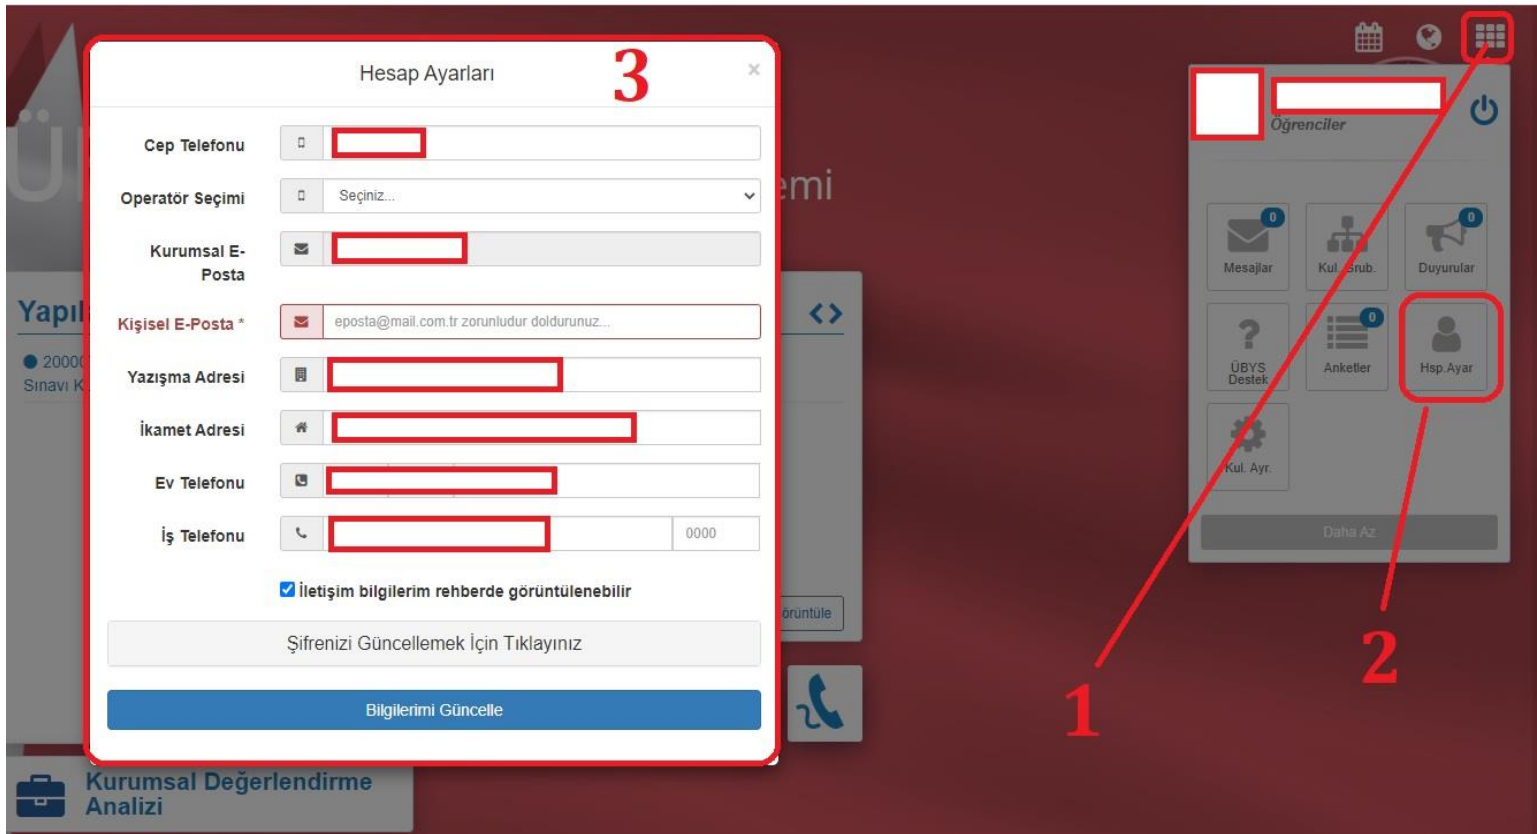 Hesap Ayarları
3
×
Cep Telefonu
Operatör Seçimi
Seçiniz...
Kurumsal E-
Posta
Kişisel E-Posta *
eposta@mail.com.tr zorunludur doldurunuz...
Yazışma Adresi
İkamet Adresi
Ev Telefonu
İş Telefonu
0000
İletişim bilgilerim rehberde görüntülenebilir
Şifrenizi Güncellemek İçin Tıklayınız
Bilgilerimi Güncelle
emi
Yapıl
20000
Sınavı K
örüntüle
Kurumsal Değerlendirme
Analizi
Öğrenciler
0
0
Mesajlar
Kul. Grub.
Duyurular
0
ÜBYS
Destek
Anketler
Hsp.Ayar
Kul. Ayr.
Daha Az
1
2